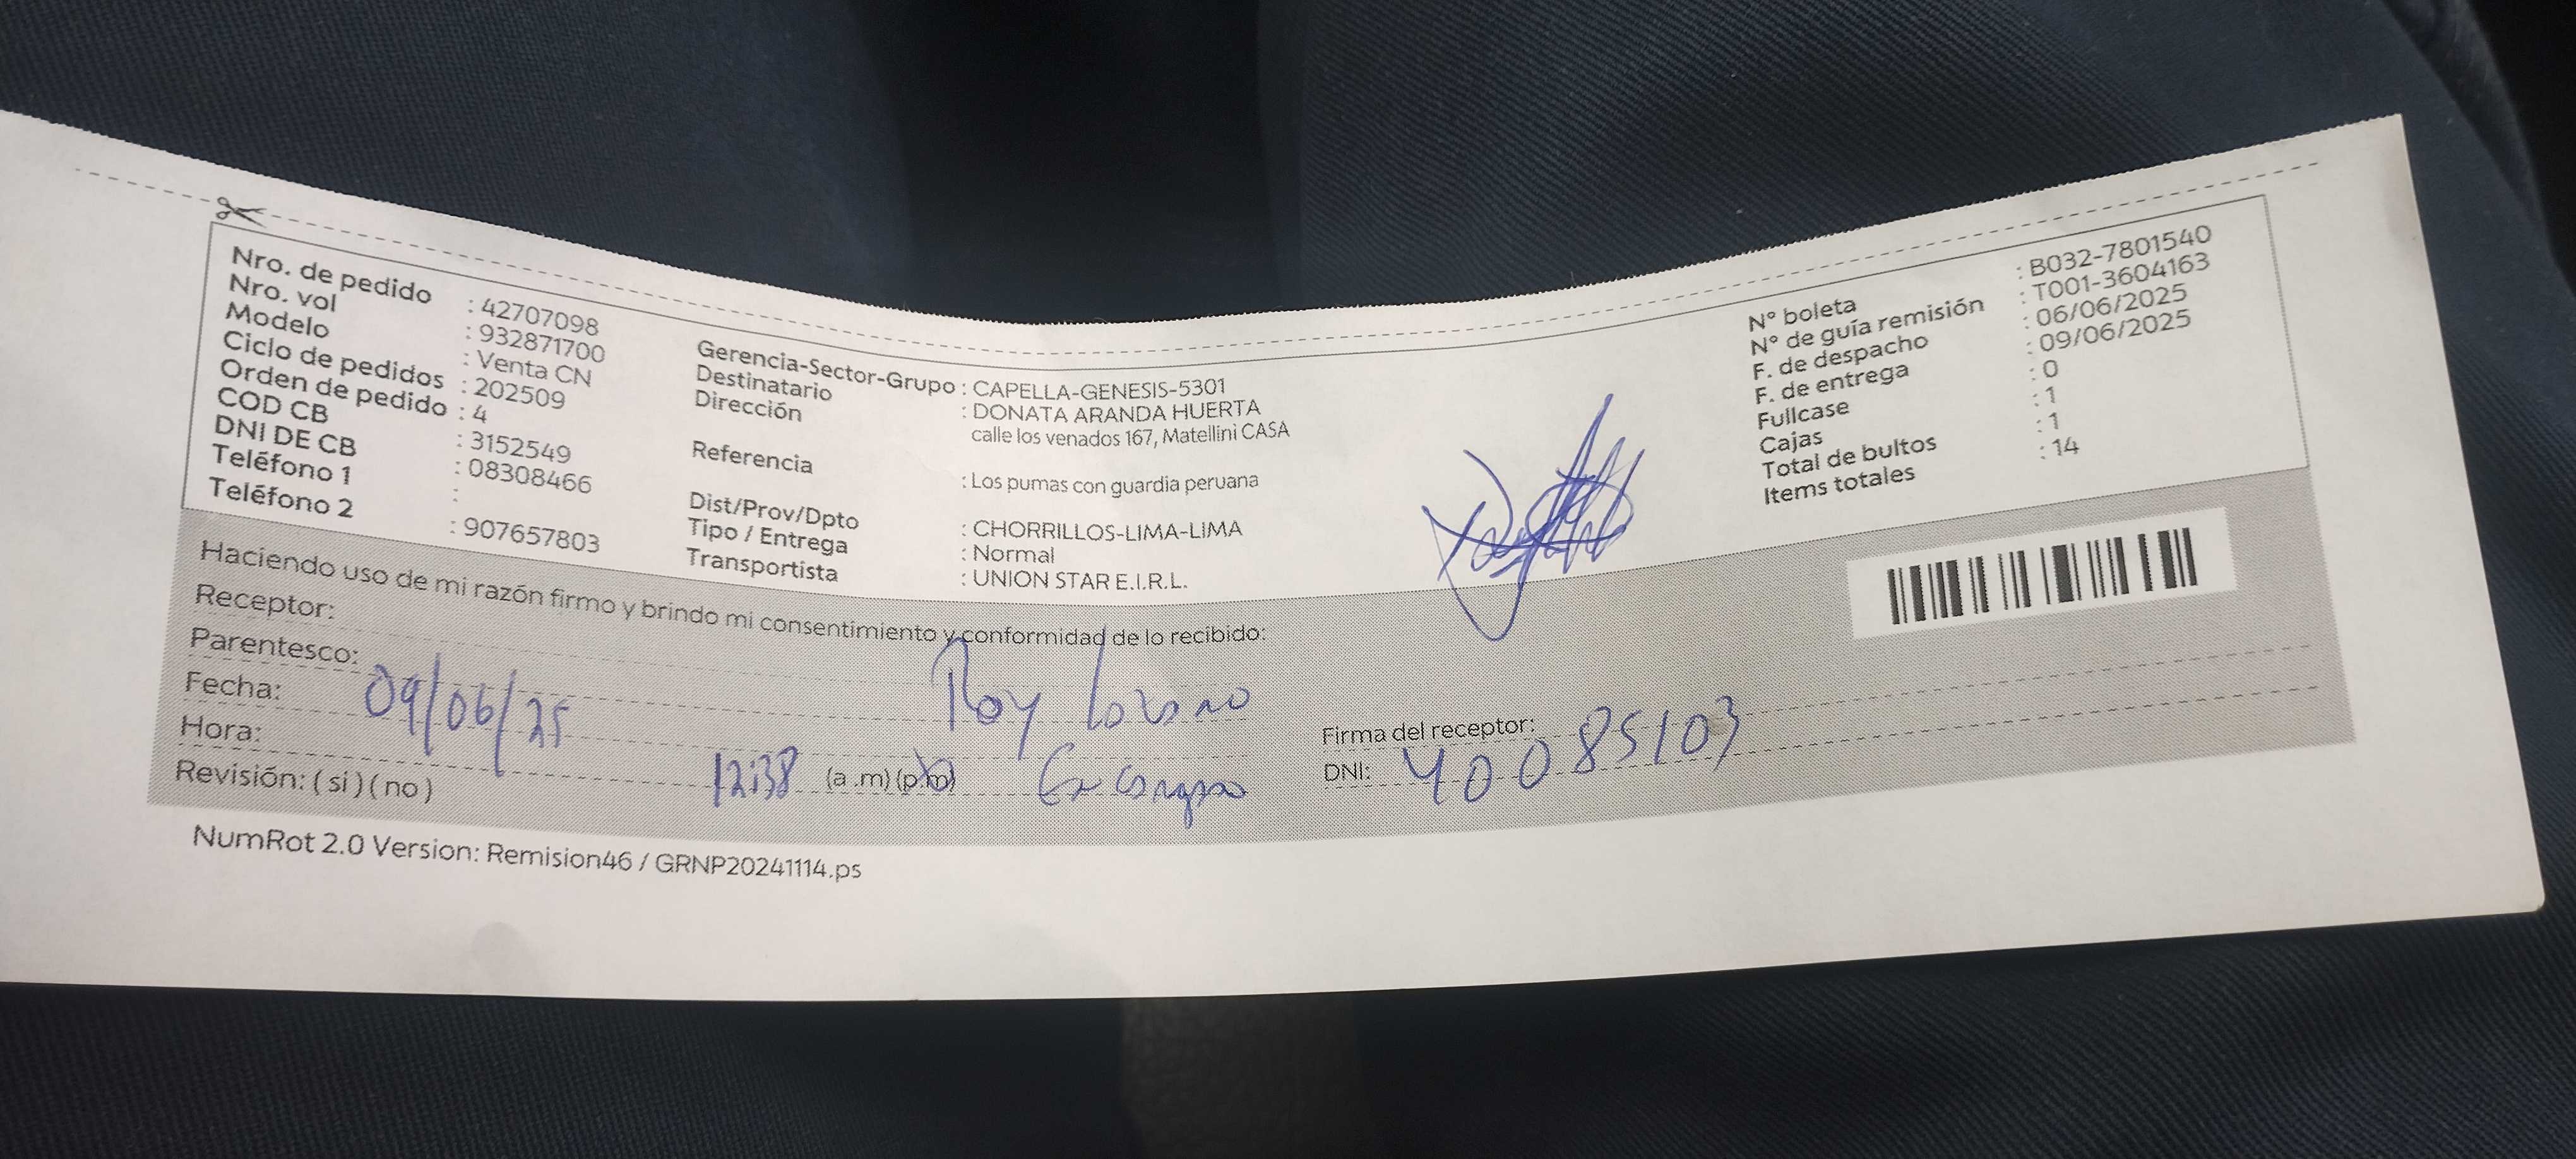 Nro. de pedido : 42707098
Nro. vol : 932871700
Modelo : Venta CN
Ciclo de pedidos : 202509
Orden de pedido : 4
COD CB : 3152549
DNI DE CB : 08308466
Teléfono 1 :
Teléfono 2 : 907657803
Gerencia-Sector-Grupo : CAPELLA-GENESIS-5301
Destinatario : DONATA ARANDA HUERTA
Dirección : calle los venados 167, Matellini CASA
Referencia : Los pumas con guardia peruana
Dist/Prov/Dpto : CHORRILLOS-LIMA-LIMA
Tipo / Entrega : Normal
Transportista : UNION STAR E.I.R.L.
N° boleta : B032-7801540
N° de guía remisión : T001-3604163
F. de despacho : 06/06/2025
F. de entrega : 09/06/2025
Fullcase : 0
Cajas : 1
Total de bultos : 1
Items totales : 14
Haciendo uso de mi razón firmo y brindo mi consentimiento y conformidad de lo recibido:
Receptor: Roy
Parentesco:
Fecha: 09/06/25
Hora: 12:38 (a .m) (p.m)
Revisión: ( si ) ( no )
Firma del receptor:
DNI: 40085103
NumRot 2.0 Version: Remision46 / GRNP20241114.ps